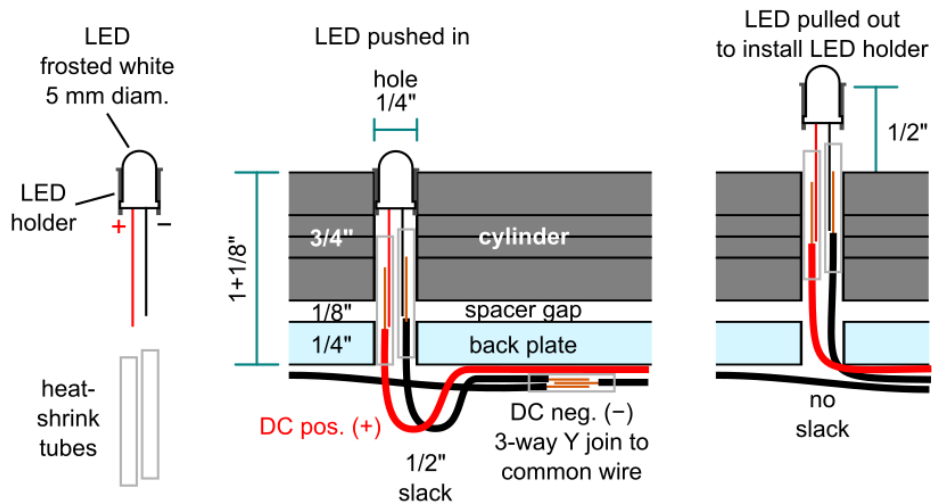 LED
frosted white
5 mm diam.
LED
holder
+
−
heat-
shrink
tubes
LED pushed in
hole
1/4"
1+1/8"
3/4"
cylinder
1/8"
spacer gap
1/4"
back plate
DC pos. (+)
1/2"
slack
DC neg. (−)
3-way Y join to
common wire
LED pulled out
to install LED holder
1/2"
no
slack